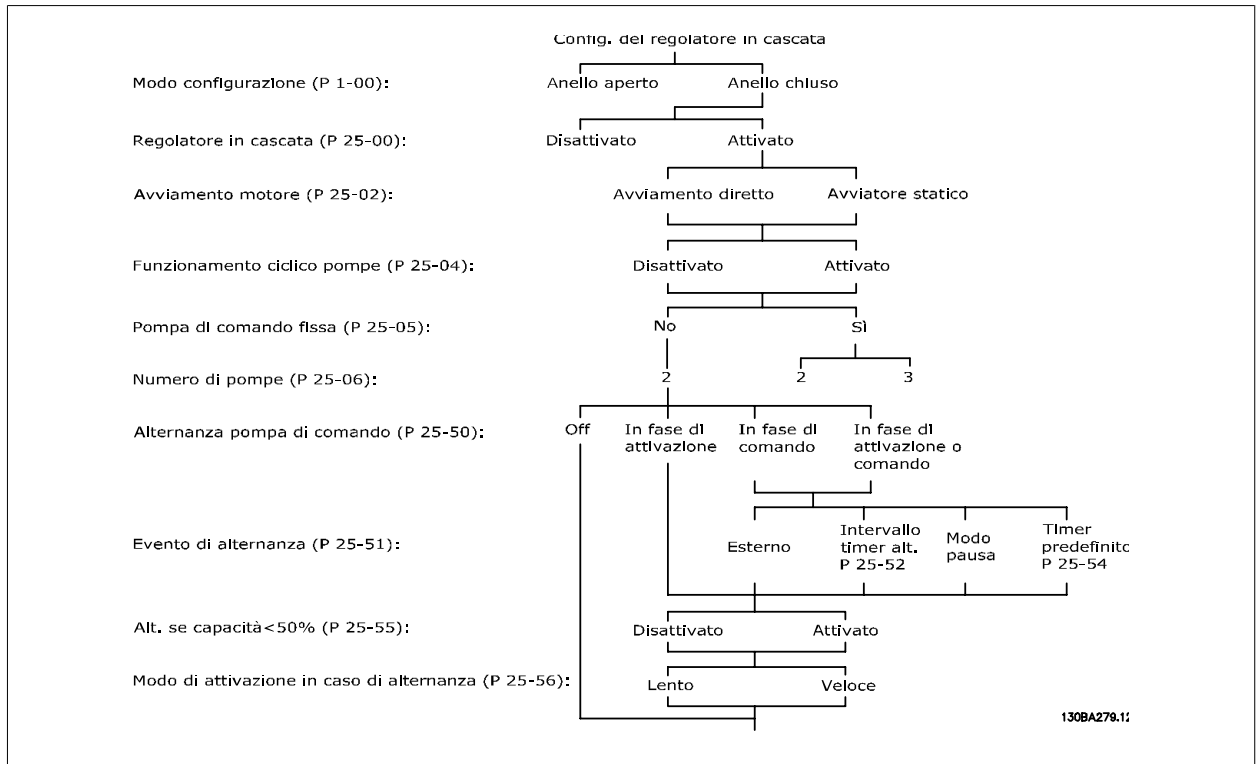 Config. del regolatore in cascata
Modo configurazione (P 1-00): Anello aperto Anello chiuso
Regolatore in cascata (P 25-00): Disattivato Attivato
Avviamento motore (P 25-02): Avviamento diretto Avviatore statico
Funzionamento ciclico pompe (P 25-04): Disattivato Attivato
Pompa di comando fissa (P 25-05): No Sì
Numero di pompe (P 25-06): 2 2 3
Alternanza pompa di comando (P 25-50): Off In fase di attivazione In fase di comando In fase di attivazione o comando
Evento di alternanza (P 25-51): Esterno Intervallo timer alt. P 25-52 Modo pausa Timer predefinito P 25-54
Alt. se capacità<50% (P 25-55): Disattivato Attivato
Modo di attivazione in caso di alternanza (P 25-56): Lento Veloce
130BA279.12